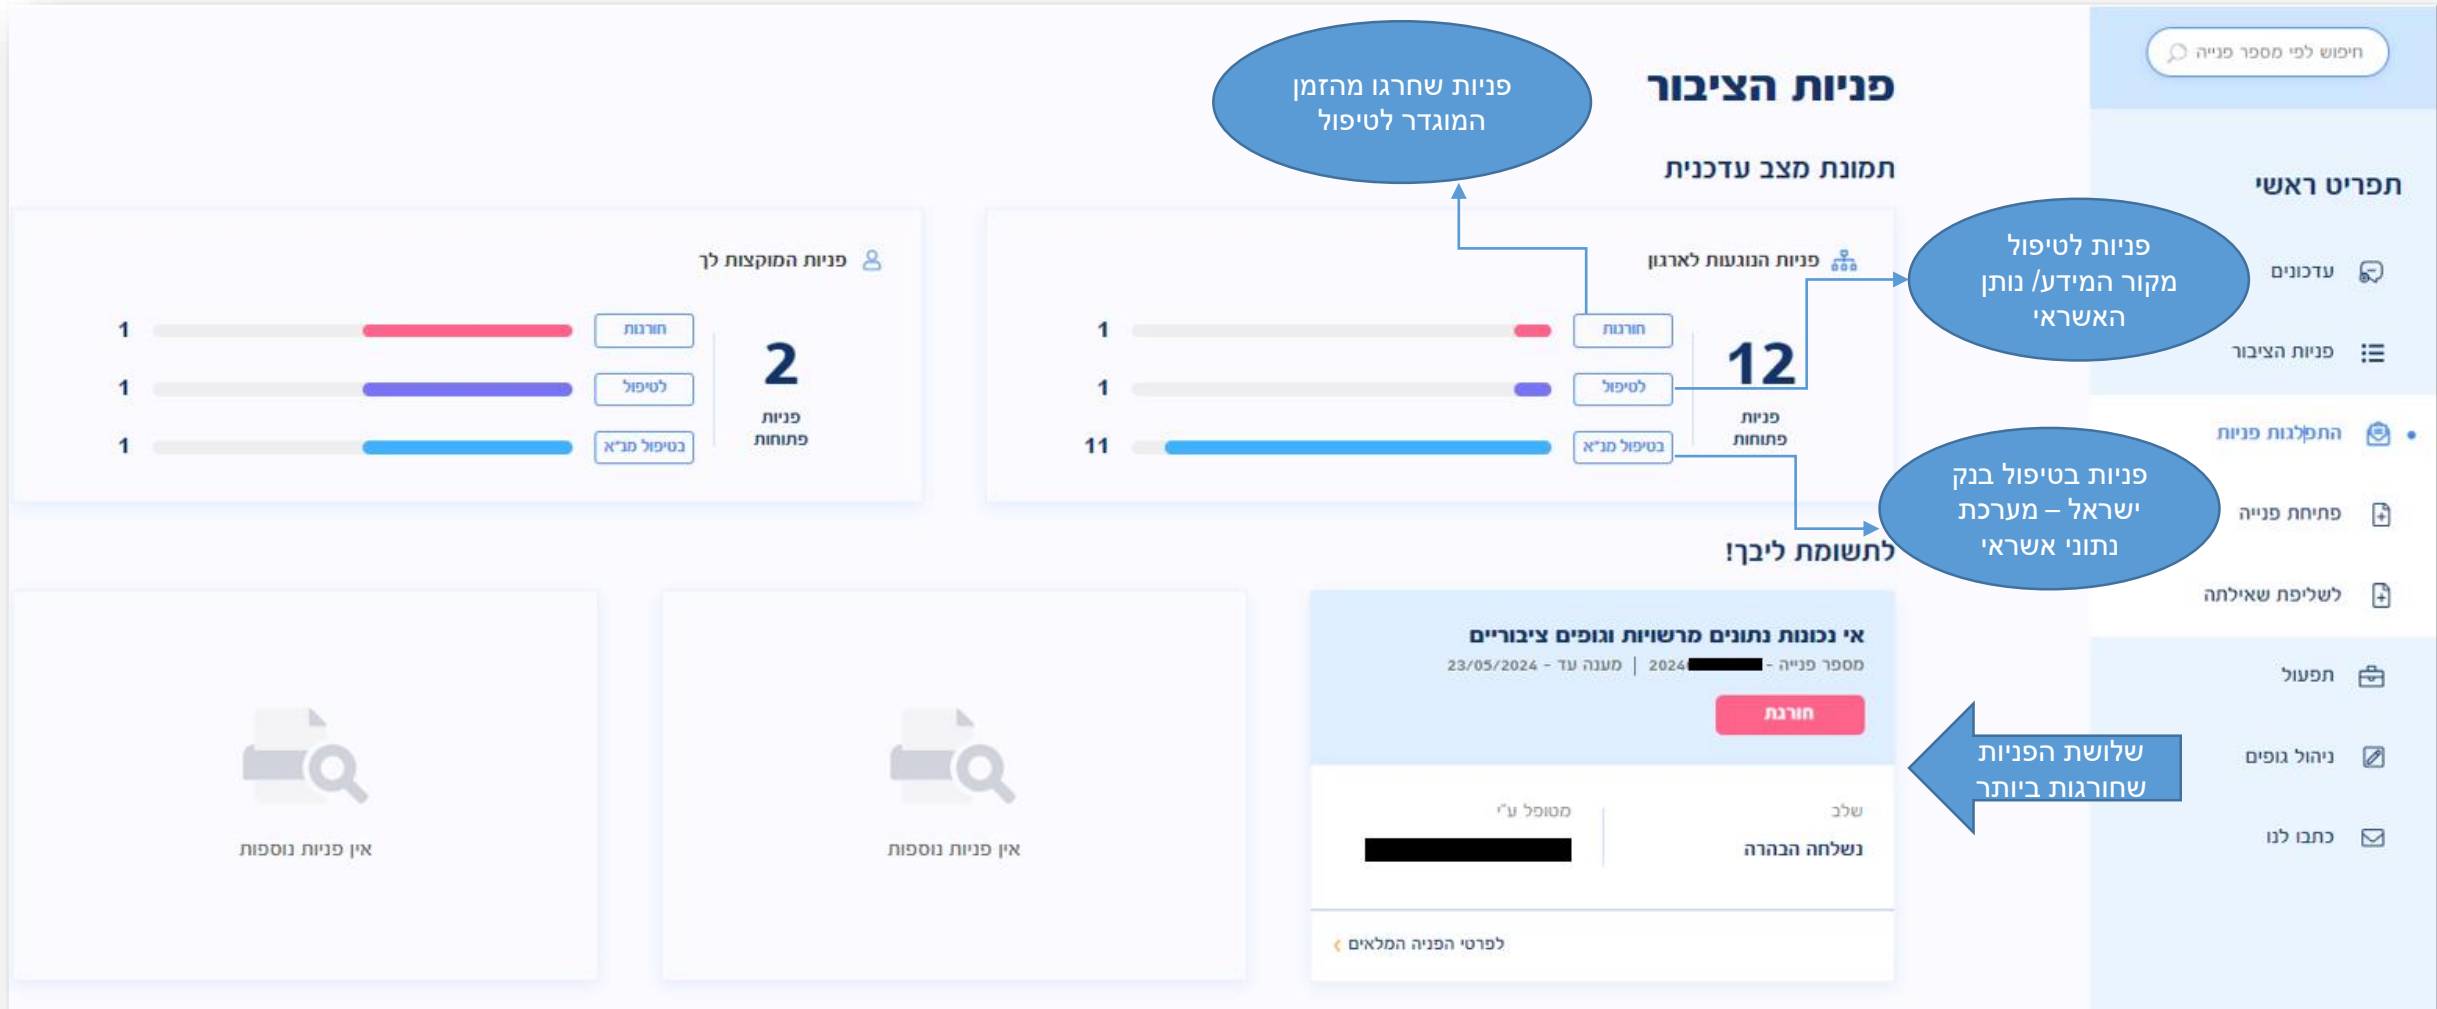 חיפוש לפי מספר פנייה
תפריט ראשי
עדכונים
פניות הציבור
התפלגות פניות
פתיחת פנייה
לשליפת שאילתה
תפעול
ניהול גופים
כתבו לנו
פניות הציבור
תמונת מצב עדכנית
פניות שחרגו מהזמן
המוגדר לטיפול
פניות לטיפול
מקור המידע/ נותן
האשראי
פניות בטיפול בנק
ישראל – מערכת
נתוני אשראי
פניות הנוגעות לארגון
12
פניות
פתוחות
חורגות 1
לטיפול 1
בטיפול מנ״א 11
פניות המוקצות לך
2
פניות
פתוחות
חורגות 1
לטיפול 1
בטיפול מנ״א 1
לתשומת ליבך!
שלושת הפניות
שחורגות ביותר
אי נכונות נתונים מרשויות וגופים ציבוריים
מספר פנייה - 2024 | מענה עד - 23/05/2024
חורגת
שלב
נשלחה הבהרה
מטופל ע״י
לפרטי הפניה המלאים
אין פניות נוספות
אין פניות נוספות